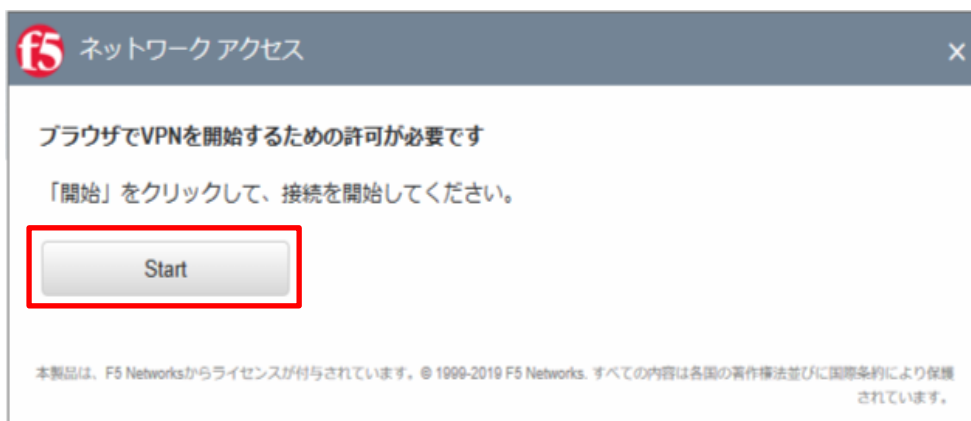 f5 ネットワーク アクセス ×
ブラウザでVPNを開始するための許可が必要です
「開始」をクリックして、接続を開始してください。
Start
本製品は、F5 Networksからライセンスが付与されています。© 1999-2019 F5 Networks. すべての内容は各国の著作権法並びに国際条約により保護
されています。